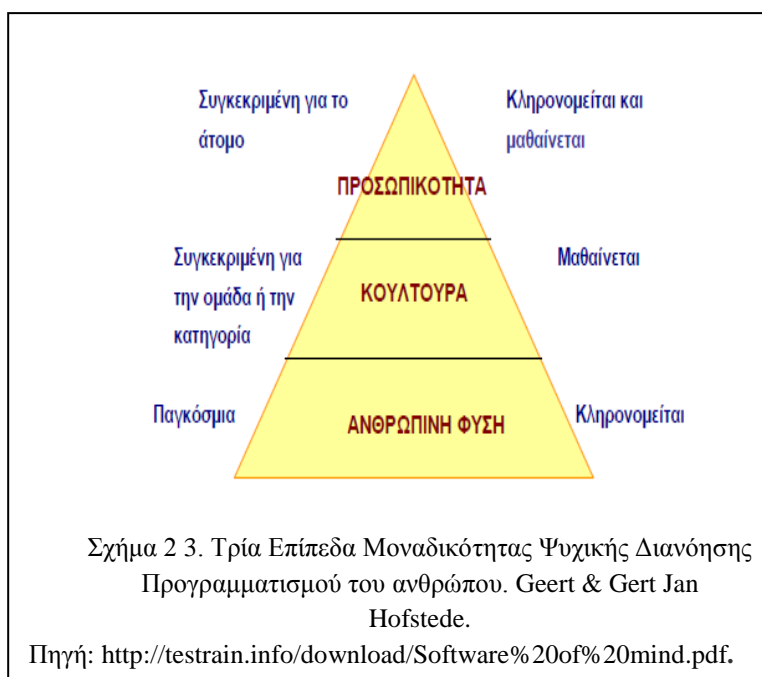 Συγκεκριμένη για το
άτομο
Κληρονομείται και
μαθαίνεται
ΠΡΟΣΩΠΙΚΟΤΗΤΑ
Συγκεκριμένη για
την ομάδα ή την
κατηγορία
ΚΟΥΛΤΟΥΡΑ
Μαθαίνεται
Παγκόσμια
ΑΝΘΡΩΠΙΝΗ ΦΥΣΗ
Κληρονομείται
Σχήμα 2 3. Τρία Επίπεδα Μοναδικότητας Ψυχικής Διανόησης
Προγραμματισμού του ανθρώπου. Geert & Gert Jan
Hofstede.
Πηγή: http://testrain.info/download/Software%20of%20mind.pdf.